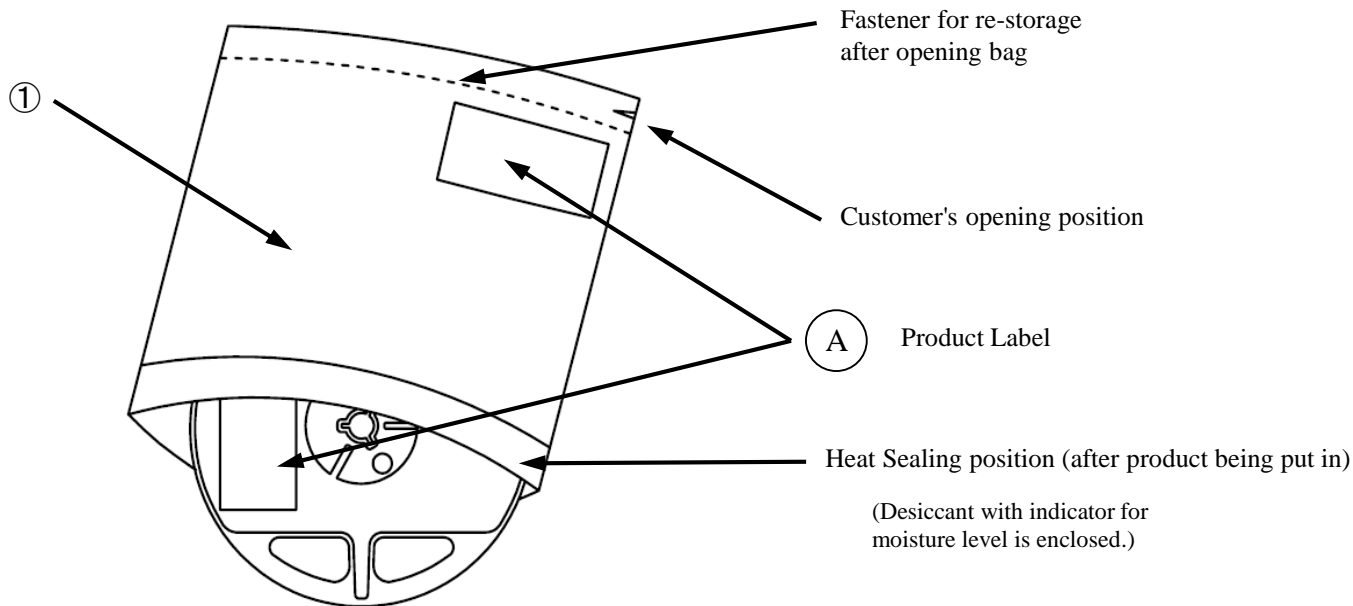 Fastener for re-storage
after opening bag
①
Customer's opening position
A Product Label
Heat Sealing position (after product being put in)
(Desiccant with indicator for
moisture level is enclosed.)